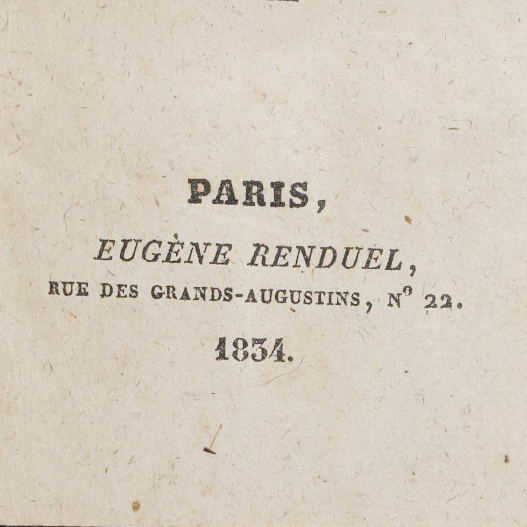 PARIS,
EUGÈNE RENDUEL,
RUE DES GRANDS-AUGUSTINS, Nº 22.
1834.